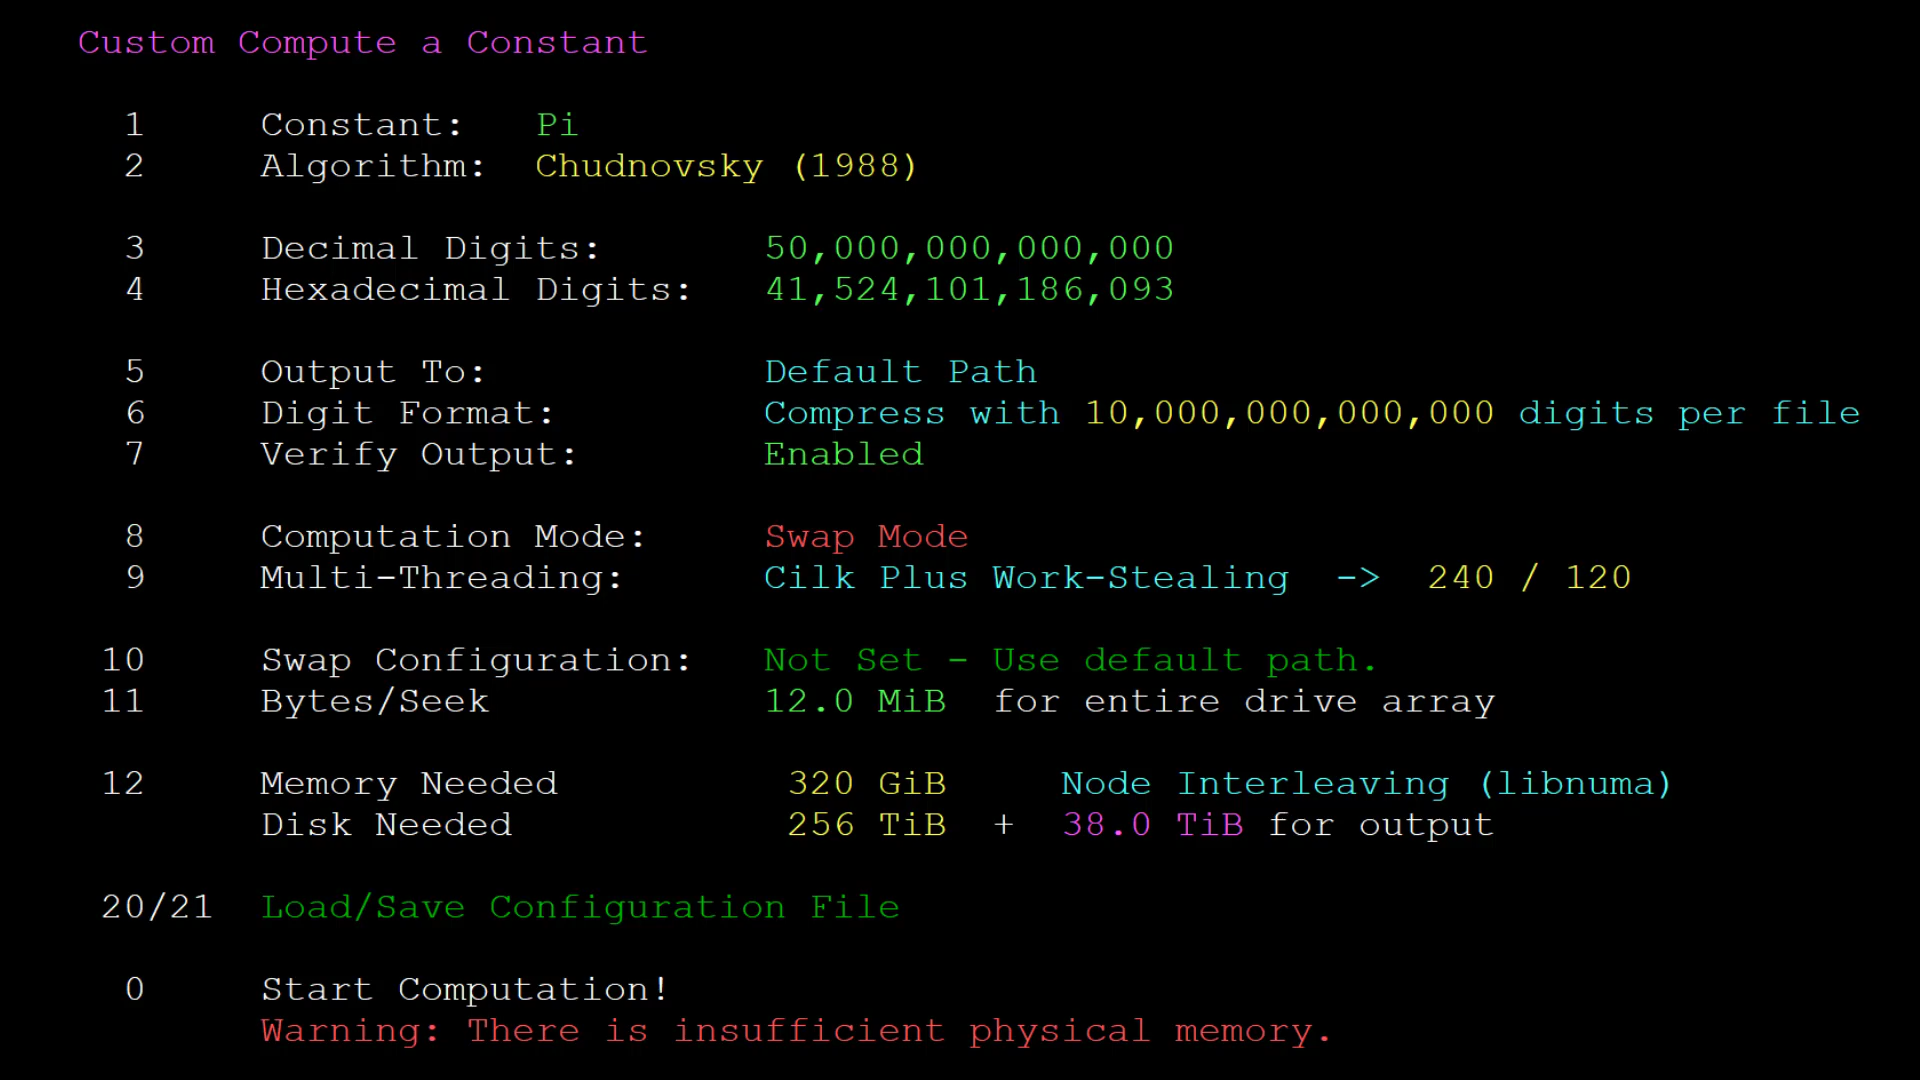 Custom Compute a Constant
1 Constant: Pi
2 Algorithm: Chudnovsky (1988)
3 Decimal Digits: 50,000,000,000,000
4 Hexadecimal Digits: 41,524,101,186,093
5 Output To: Default Path
6 Digit Format: Compress with 10,000,000,000,000 digits per file
7 Verify Output: Enabled
8 Computation Mode: Swap Mode
9 Multi-Threading: Cilk Plus Work-Stealing -> 240 / 120
10 Swap Configuration: Not Set - Use default path.
11 Bytes/Seek 12.0 MiB for entire drive array
12 Memory Needed 320 GiB Node Interleaving (libnuma)
Disk Needed 256 TiB + 38.0 TiB for output
20/21 Load/Save Configuration File
0 Start Computation!
Warning: There is insufficient physical memory.